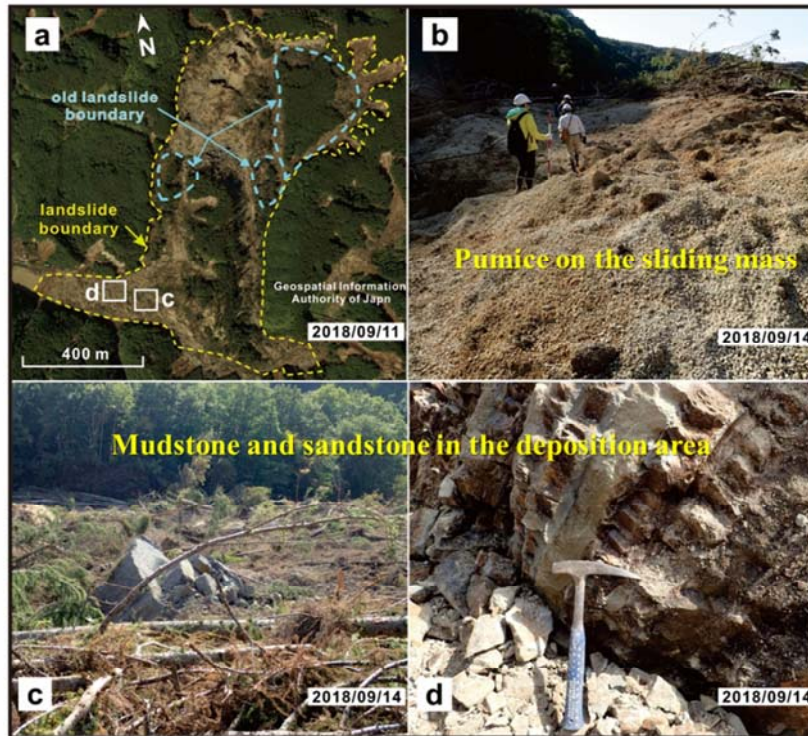 a
N
old landslide
boundary
landslide
boundary
d
c
Geospatial Information
Authority of Japn
2018/09/11
400 m
b
Pumice on the sliding mass
2018/09/14
Mudstone and sandstone in the deposition area
c
2018/09/14
d
2018/09/14